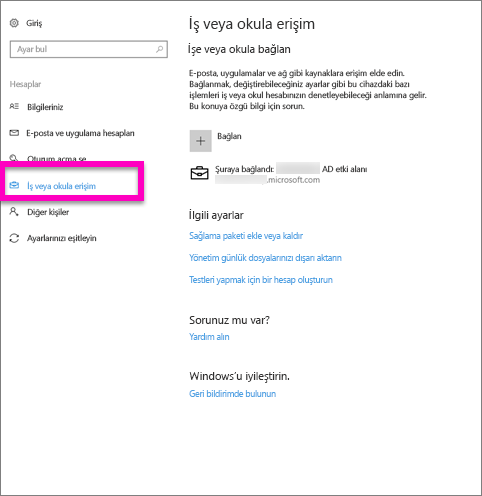 Giriş
Ayar bul
Hesaplar
Bilgileriniz
E-posta ve uygulama hesapları
Oturum açma se
İş veya okula erişim
Diğer kişiler
Ayarlarınızı eşitleyin
İş veya okula erişim
İşe veya okula bağlan
E-posta, uygulamalar ve ağ gibi kaynaklara erişim elde edin.
Bağlanmak, değiştirebileceğiniz ayarlar gibi bu cihazdaki bazı
işlemleri iş veya okul hesabınızın denetleyebileceği anlamına gelir.
Bu konuya özgü bilgi için sorun.
Bağlan
Şuraya bağlandı: AD etki alanı
.microsoft.com
İlgili ayarlar
Sağlama paketi ekle veya kaldır
Yönetim günlük dosyalarınızı dışarı aktarın
Testleri yapmak için bir hesap oluşturun
Sorunuz mu var?
Yardım alın
Windows'u iyileştirin.
Geri bildirimde bulunun